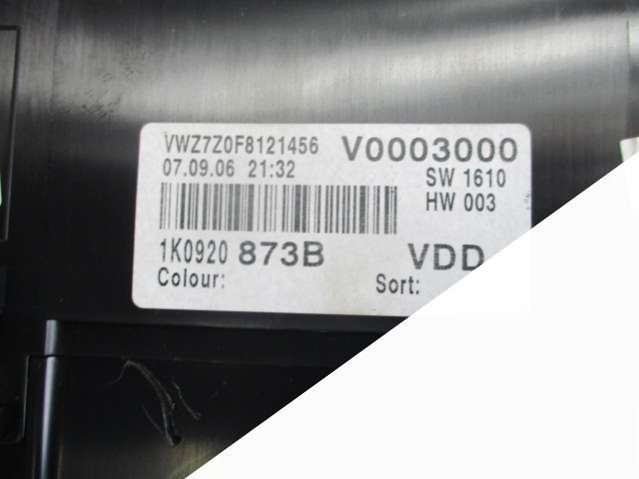 VWZ7Z0F8121456 V0003000
07.09.06 21:32 SW 1610
HW 003
1K0920 873B VDD
Colour: Sort: